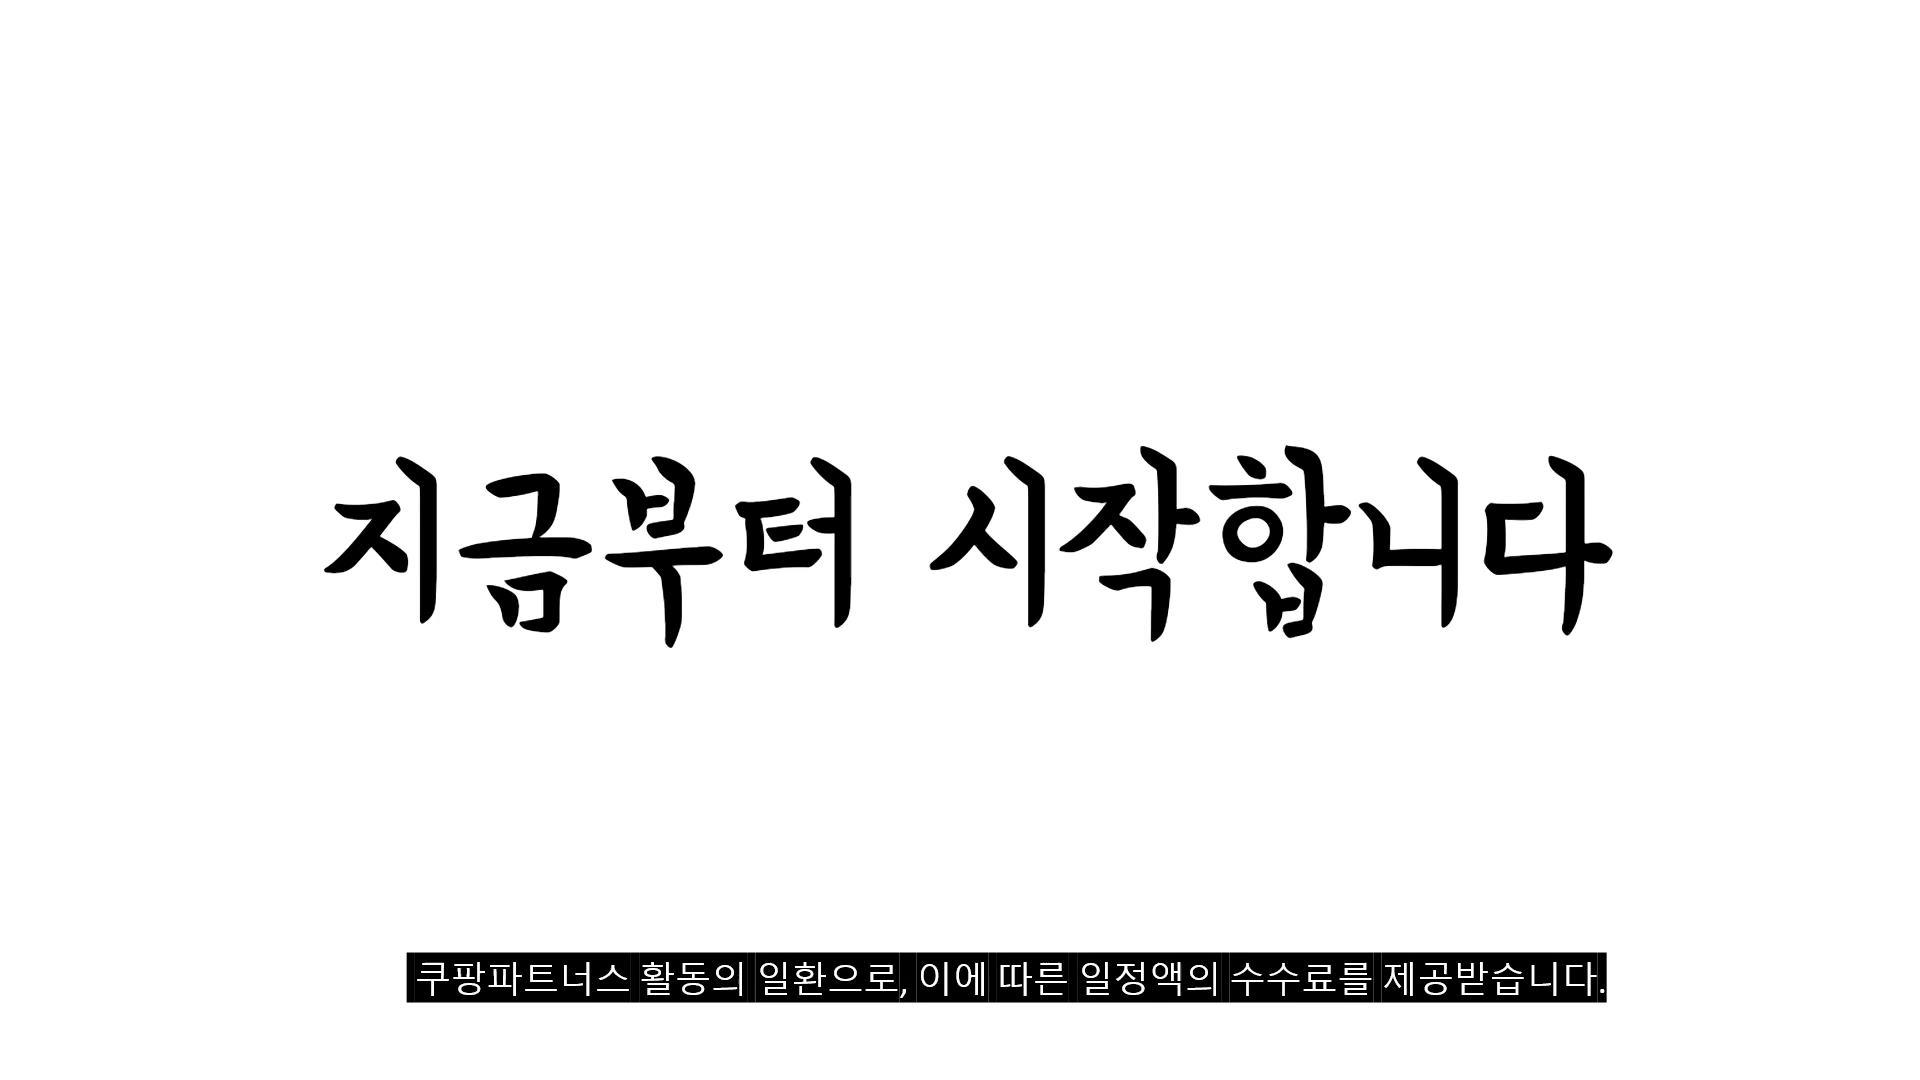 지금부터 시작합니다
쿠팡파트너스 활동의 일환으로, 이에 따른 일정액의 수수료를 제공받습니다.